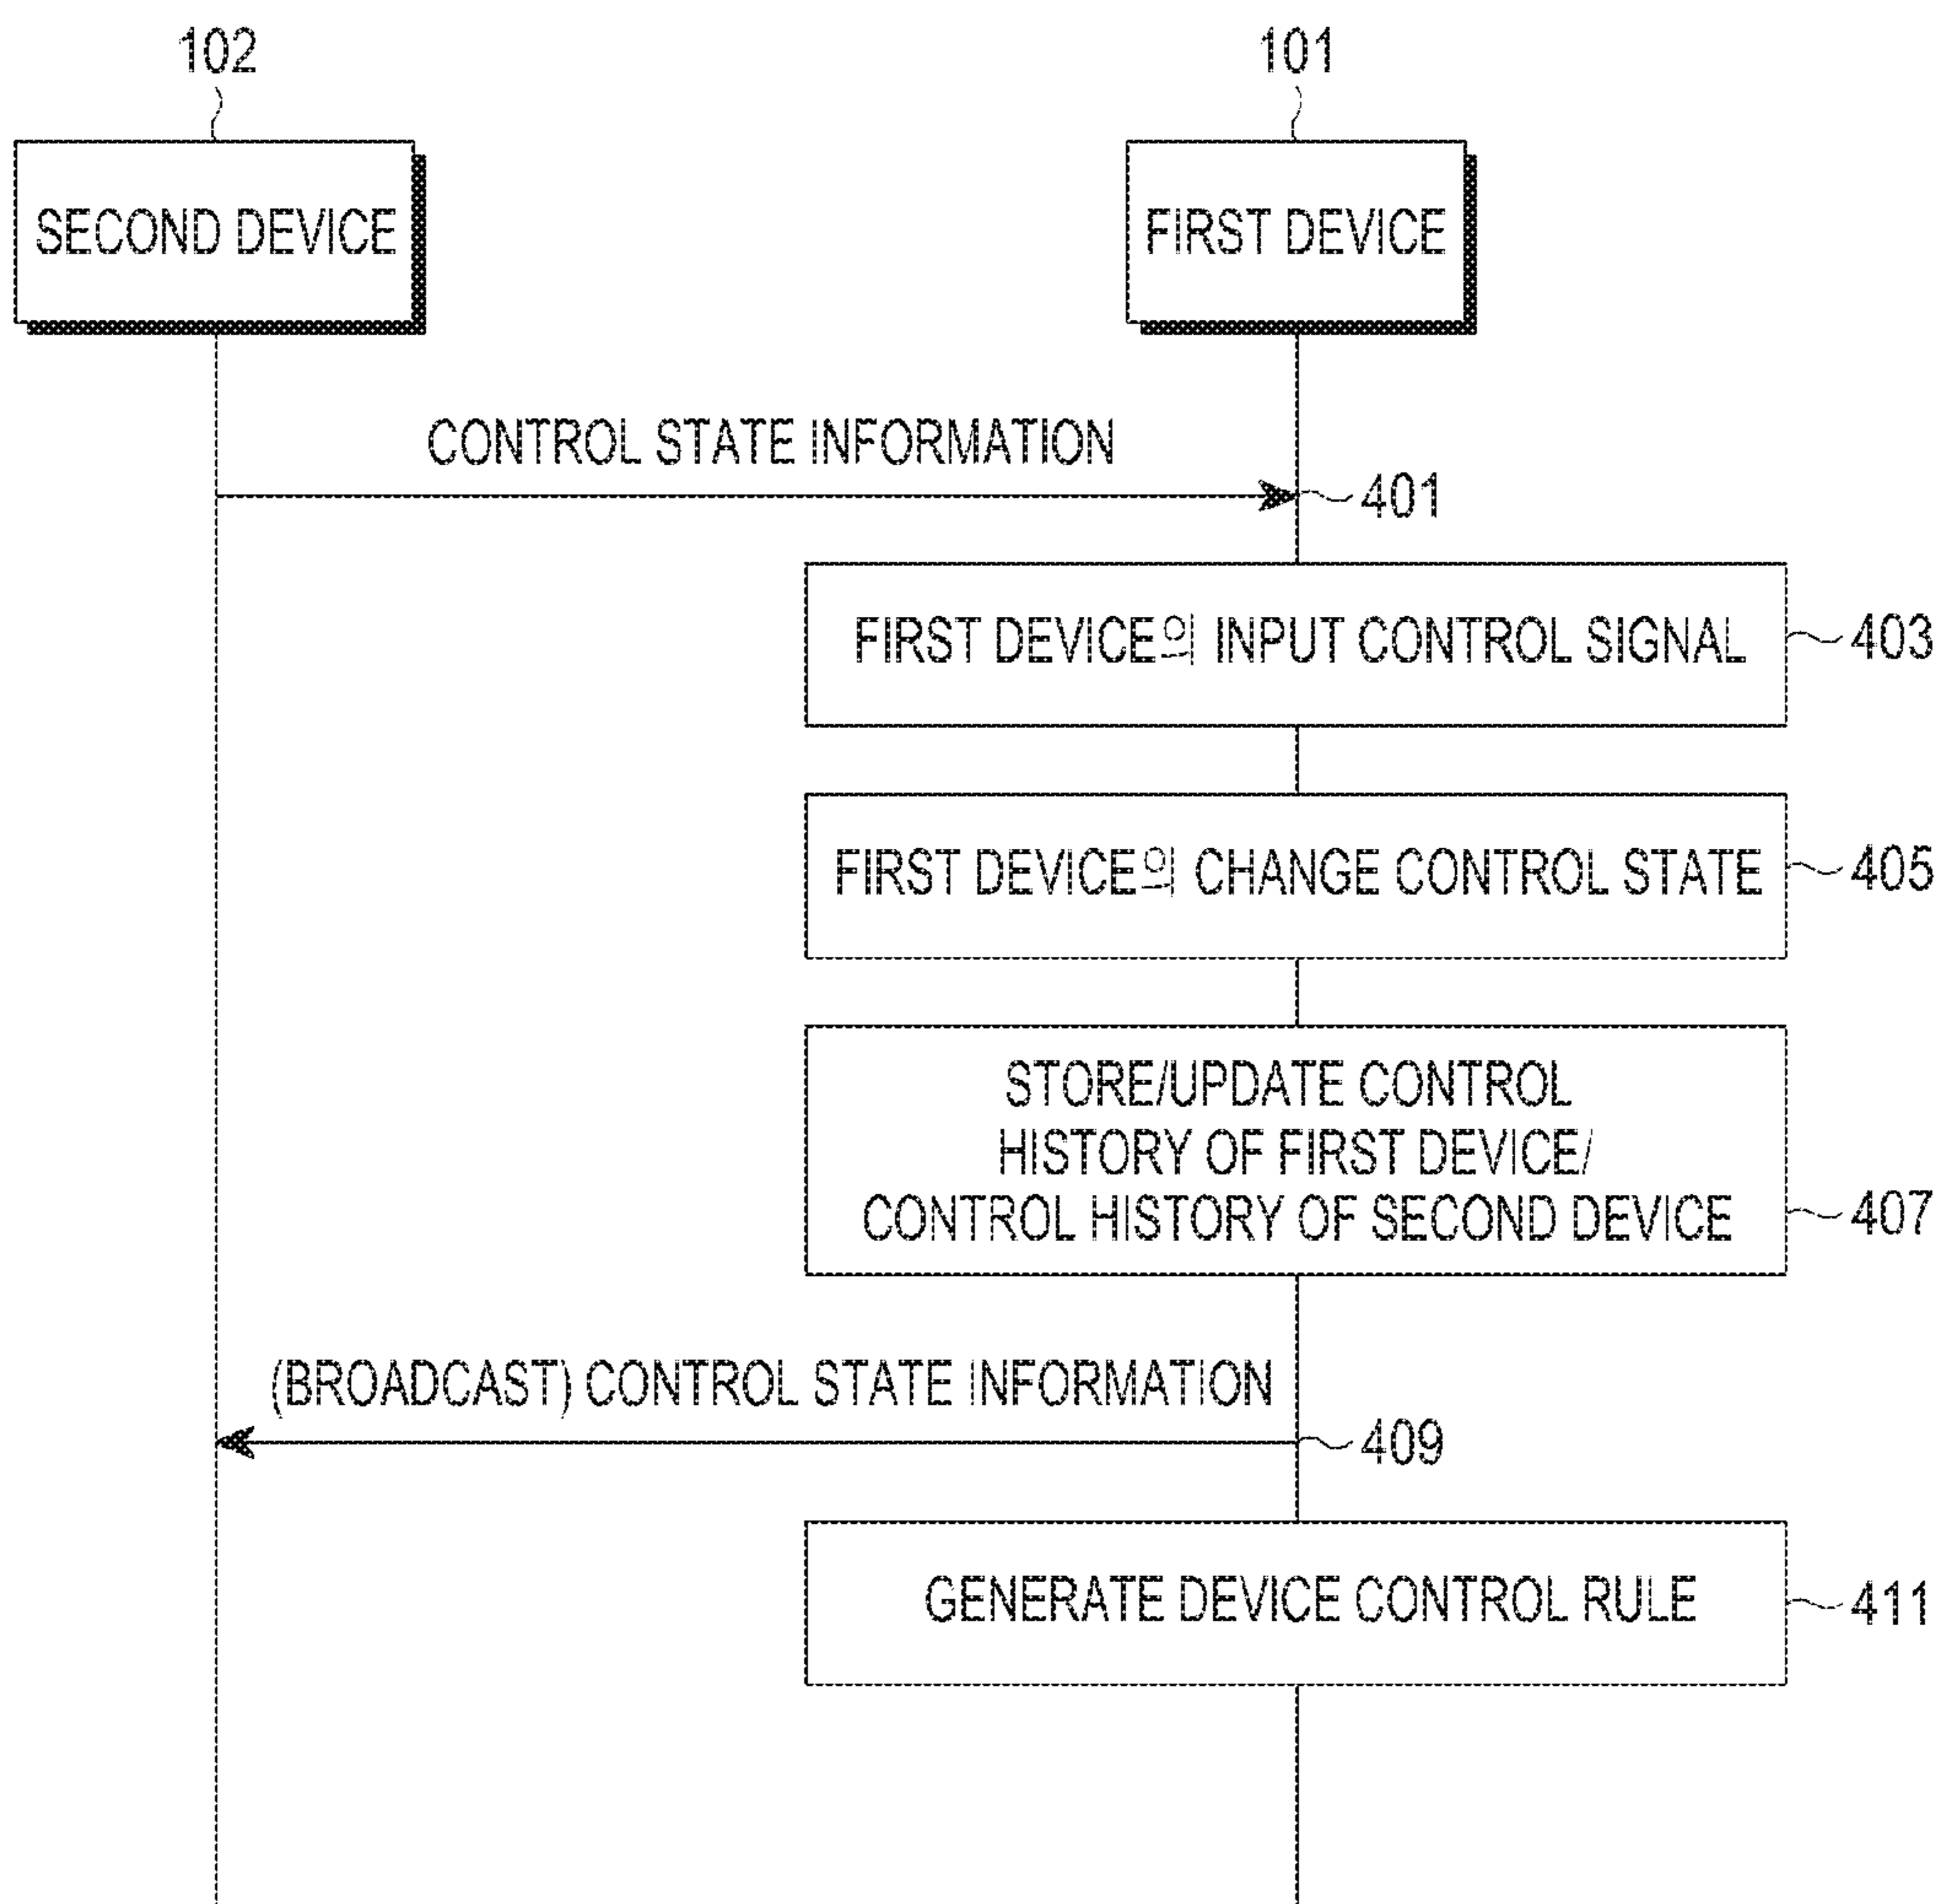 102
101
SECOND DEVICE
FIRST DEVICE
CONTROL STATE INFORMATION
401
FIRST DEVICE의 INPUT CONTROL SIGNAL
403
FIRST DEVICE의 CHANGE CONTROL STATE
405
STORE/UPDATE CONTROL
HISTORY OF FIRST DEVICE/
CONTROL HISTORY OF SECOND DEVICE
407
(BROADCAST) CONTROL STATE INFORMATION
409
GENERATE DEVICE CONTROL RULE
411